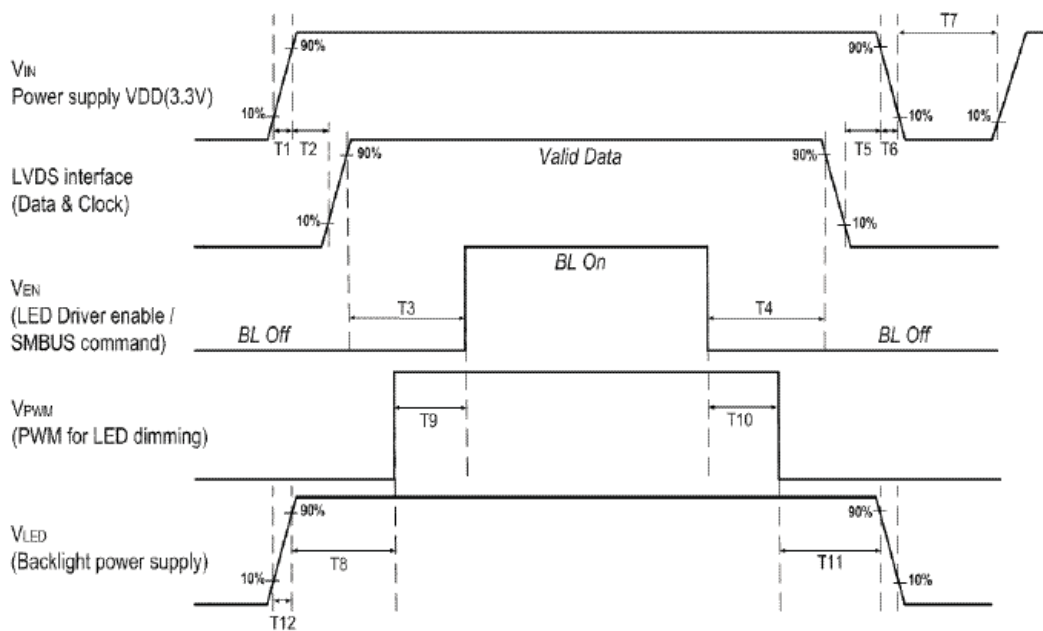 T7
90%
90%
VIN
Power supply VDD(3.3V)
10%
10%
10%
T1
T2
T5
T6
90%
Valid Data
90%
LVDS interface
(Data & Clock)
10%
10%
BL On
VEN
(LED Driver enable /
SMBUS command)
T3
T4
BL Off
BL Off
VPWM
(PWM for LED dimming)
T9
T10
90%
90%
VLED
(Backlight power supply)
T8
T11
10%
10%
T12